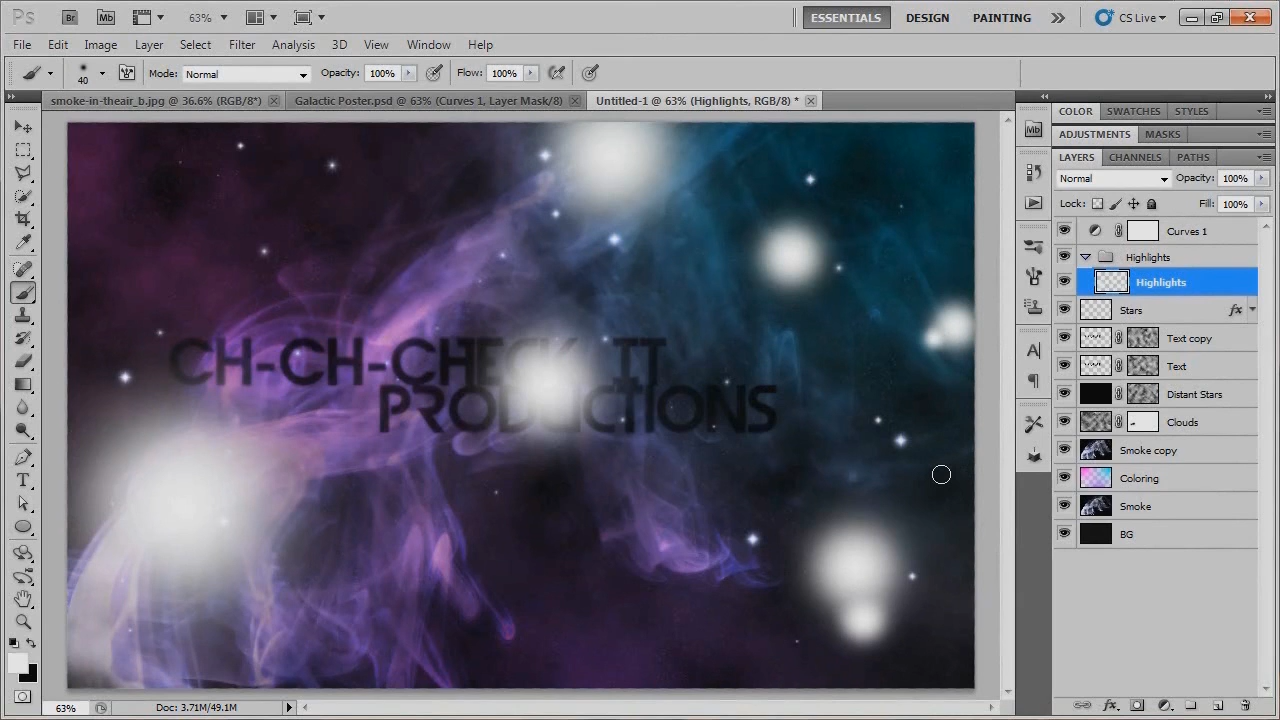 Ps Br Mb 63% ESSENTIALS DESIGN PAINTING CS Live
File Edit Image Layer Select Filter Analysis 3D View Window Help
40 Mode: Normal Opacity: 100% Flow: 100%
smoke-in-theair_b.jpg @ 36.6% (RGB/8*) Galactic Poster.psd @ 63% (Curves 1, Layer Mask/8) Untitled-1 @ 63% (Highlights, RGB/8) *
CH-CH-CHECK IT
PRODUCTIONS
63% Doc: 3.71M/49.1M
Mb
COLOR SWATCHES STYLES
ADJUSTMENTS MASKS
LAYERS CHANNELS PATHS
Normal Opacity: 100%
Lock: Fill: 100%
Curves 1
Highlights
Highlights
Stars fx
Text copy
Text
Distant Stars
Clouds
Smoke copy
Coloring
Smoke
BG
fx